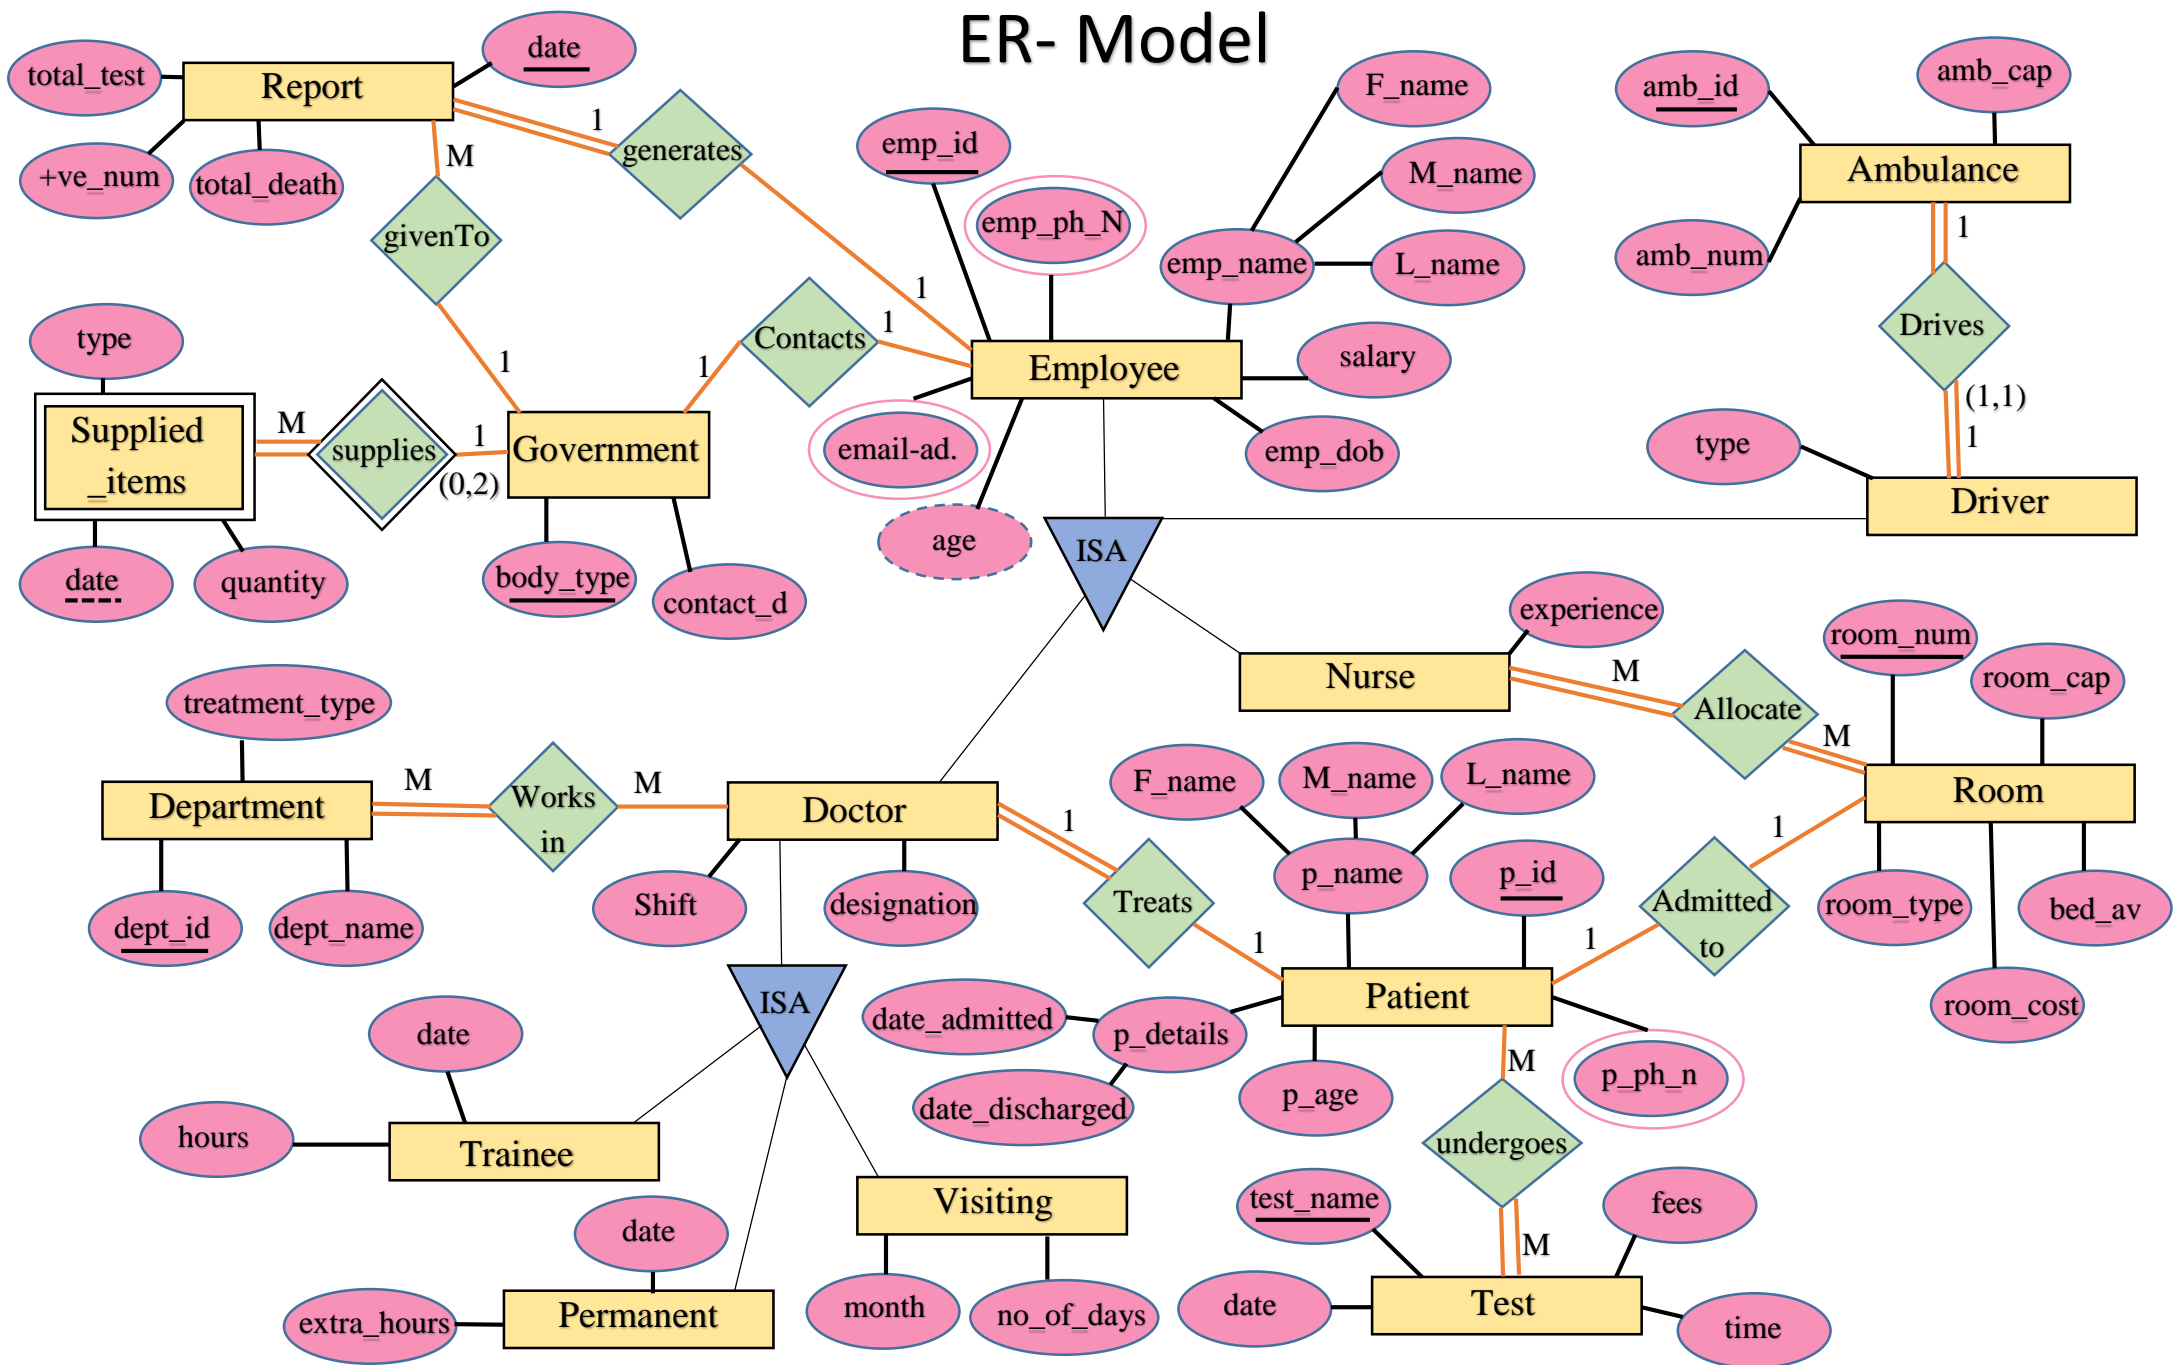 ER- Model
date
total_test
Report
F_name
amb_id
amb_cap
1
generates
emp_id
M
+ve_num
total_death
M_name
Ambulance
emp_ph_N
givenTo
emp_name
L_name
amb_num
1
1
type
Contacts
1
Drives
salary
Employee
1
1
(1,1)
1
Supplied
_items
M
supplies
1
(0,2)
Government
email-ad.
emp_dob
type
Driver
age
ISA
date
quantity
body_type
contact_d
experience
room_num
Nurse
M
room_cap
treatment_type
Allocate
M
Department
M
Works
in
M
Doctor
F_name
M_name
L_name
Room
1
1
p_name
p_id
Shift
designation
Treats
Admitted
to
room_type
bed_av
dept_id
dept_name
1
1
ISA
Patient
room_cost
date
date_admitted
p_details
M
p_ph_n
date_discharged
p_age
hours
Trainee
undergoes
Visiting
test_name
fees
date
M
extra_hours
Permanent
month
no_of_days
date
Test
time